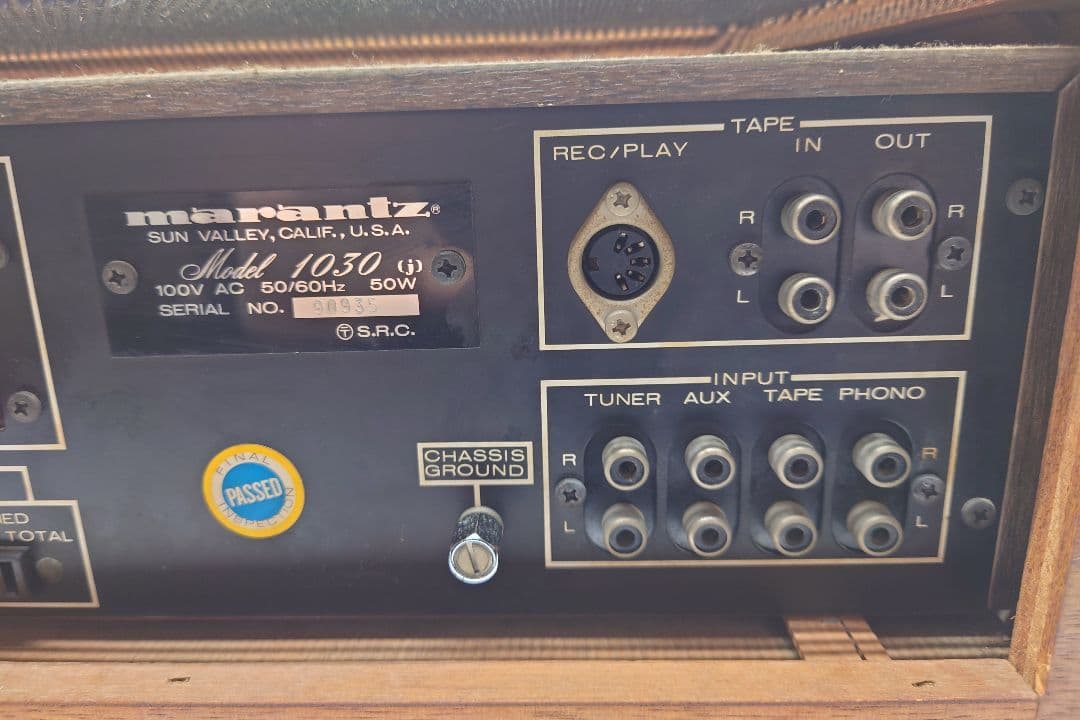 marantz®
SUN VALLEY, CALIF., U.S.A.
Model 1030 (j)
100V AC 50/60Hz 50W
SERIAL NO. 90935
Ⓣ S.R.C.
TAPE
REC/PLAY IN OUT
R R
L L
INPUT
TUNER AUX TAPE PHONO
R R
L L
CHASSIS
GROUND
FINAL
PASSED
INSPECTION
TOTAL